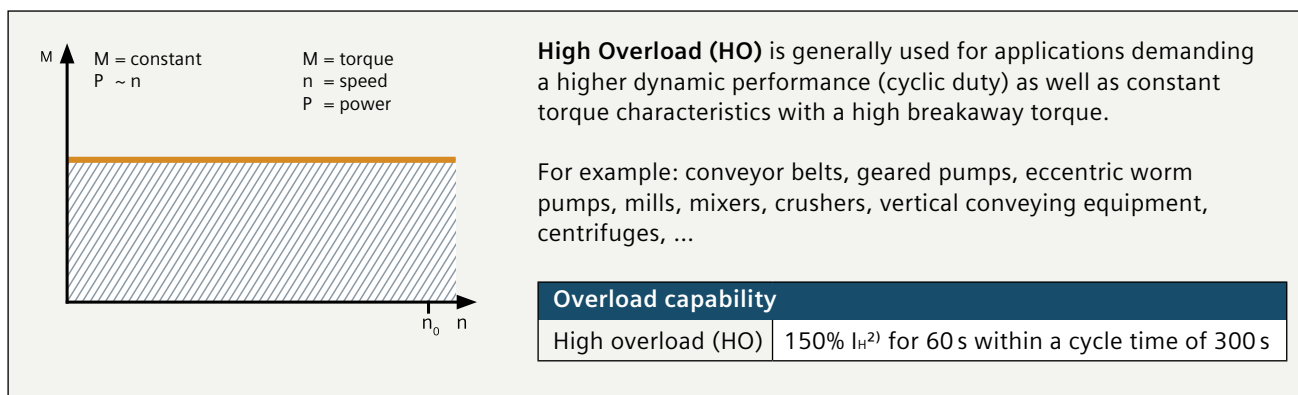 M
M = constant
P ~ n
M = torque
n = speed
P = power
n₀ n
High Overload (HO) is generally used for applications demanding
a higher dynamic performance (cyclic duty) as well as constant
torque characteristics with a high breakaway torque.
For example: conveyor belts, geared pumps, eccentric worm
pumps, mills, mixers, crushers, vertical conveying equipment,
centrifuges, ...
Overload capability
High overload (HO) 150% Iₕ²⁾ for 60 s within a cycle time of 300 s